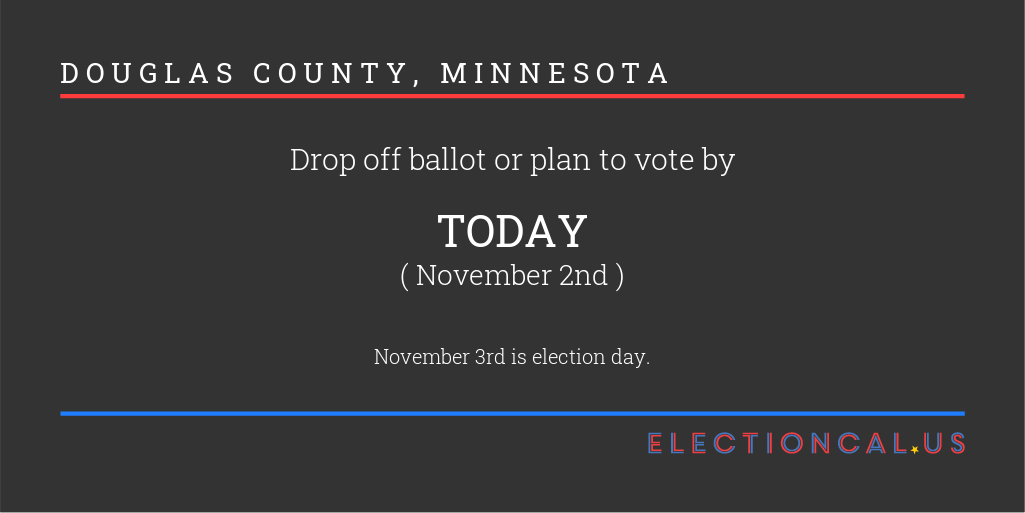 DOUGLAS COUNTY, MINNESOTA
Drop off ballot or plan to vote by
TODAY
( November 2nd )
November 3rd is election day.
ELECTIONCAL.US